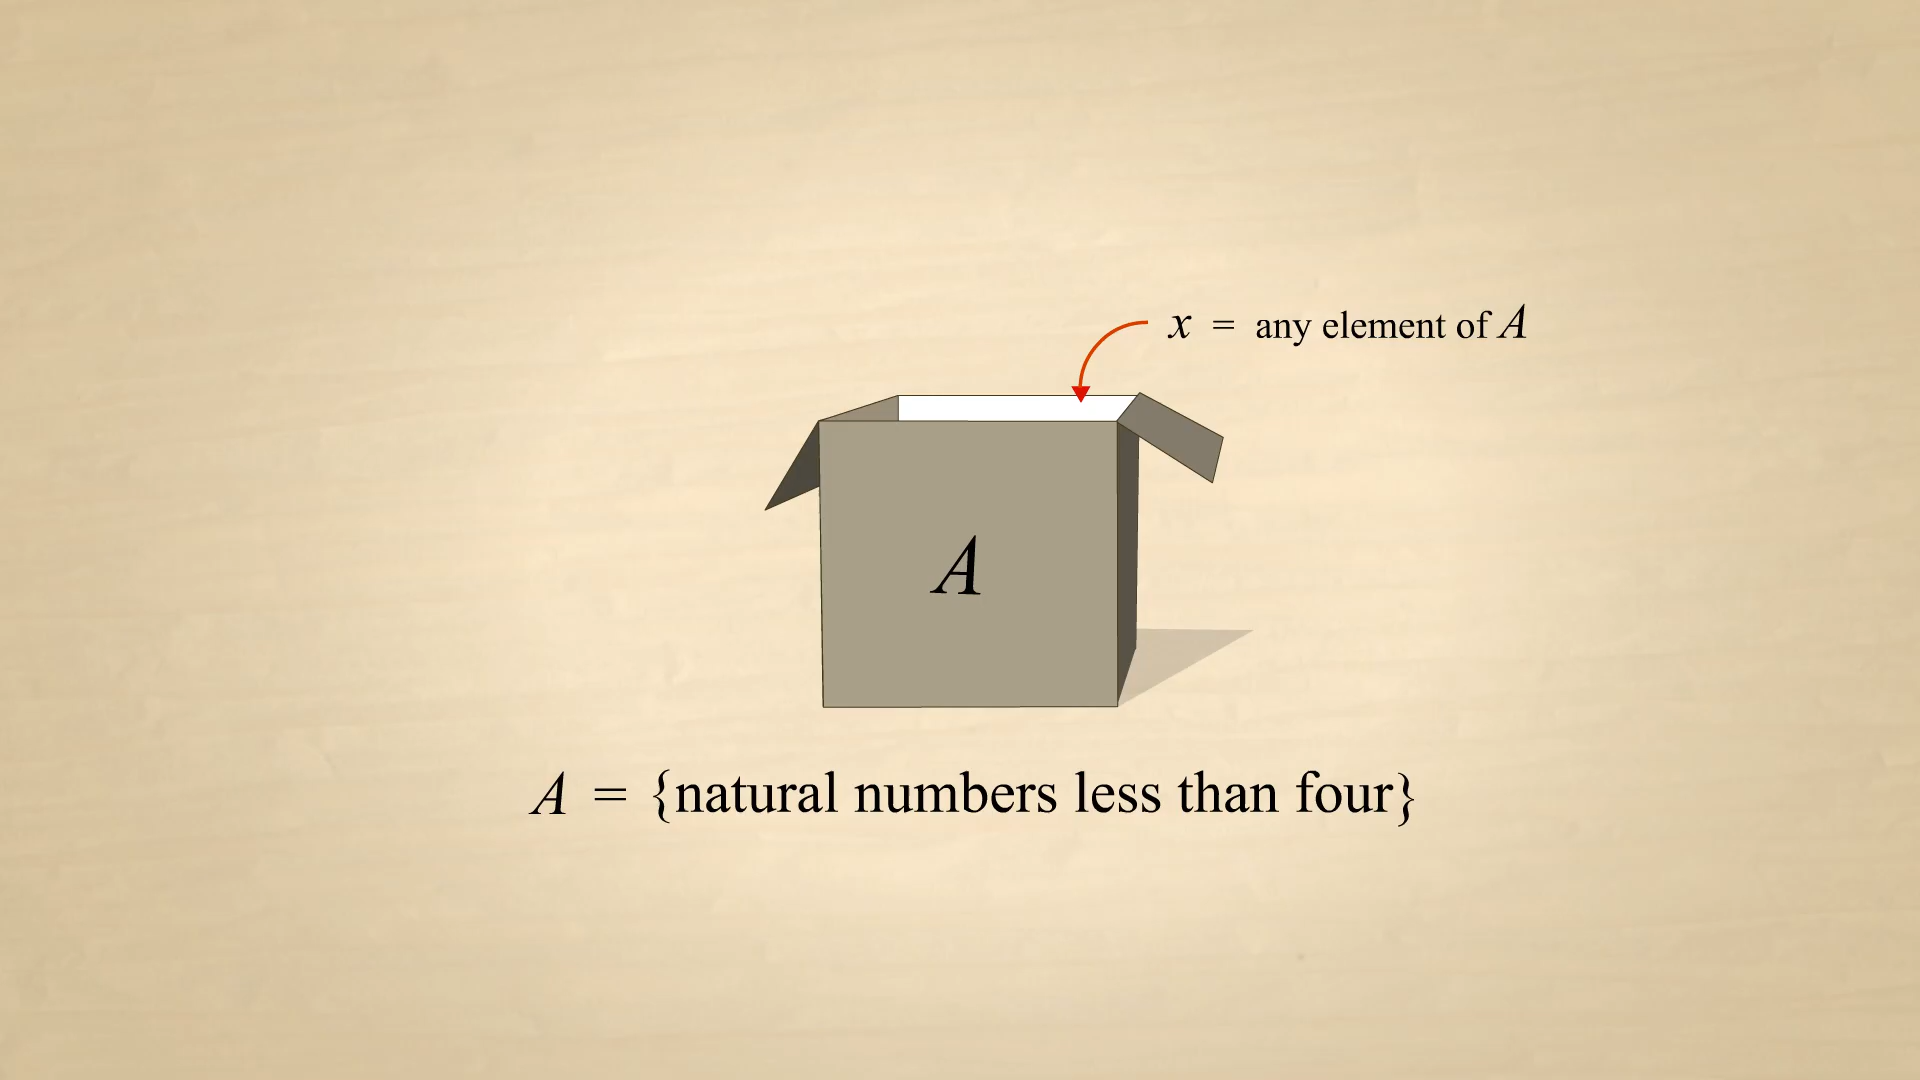 x = any element of A
A
A = {natural numbers less than four}